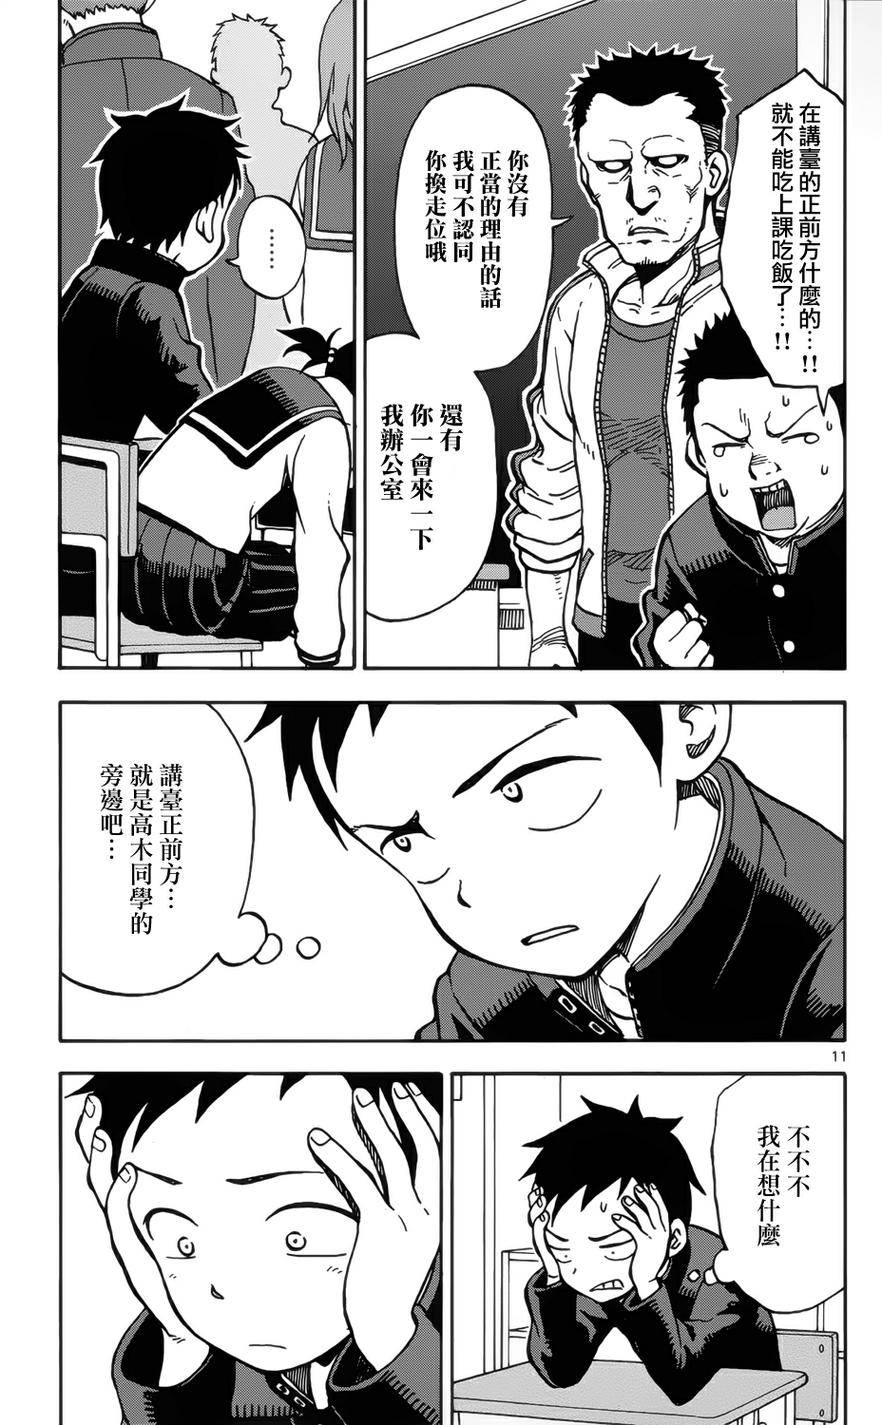 在講臺的正前方什麼的…!!
就不能吃上課吃飯了…!!
你沒有
正當的理由的話
我可不認同
你換走位哦
還有
你一會來一下
我辦公室
……
講臺正前方…
就是高木同學的
旁邊吧…
11
不不不
我在想什麼